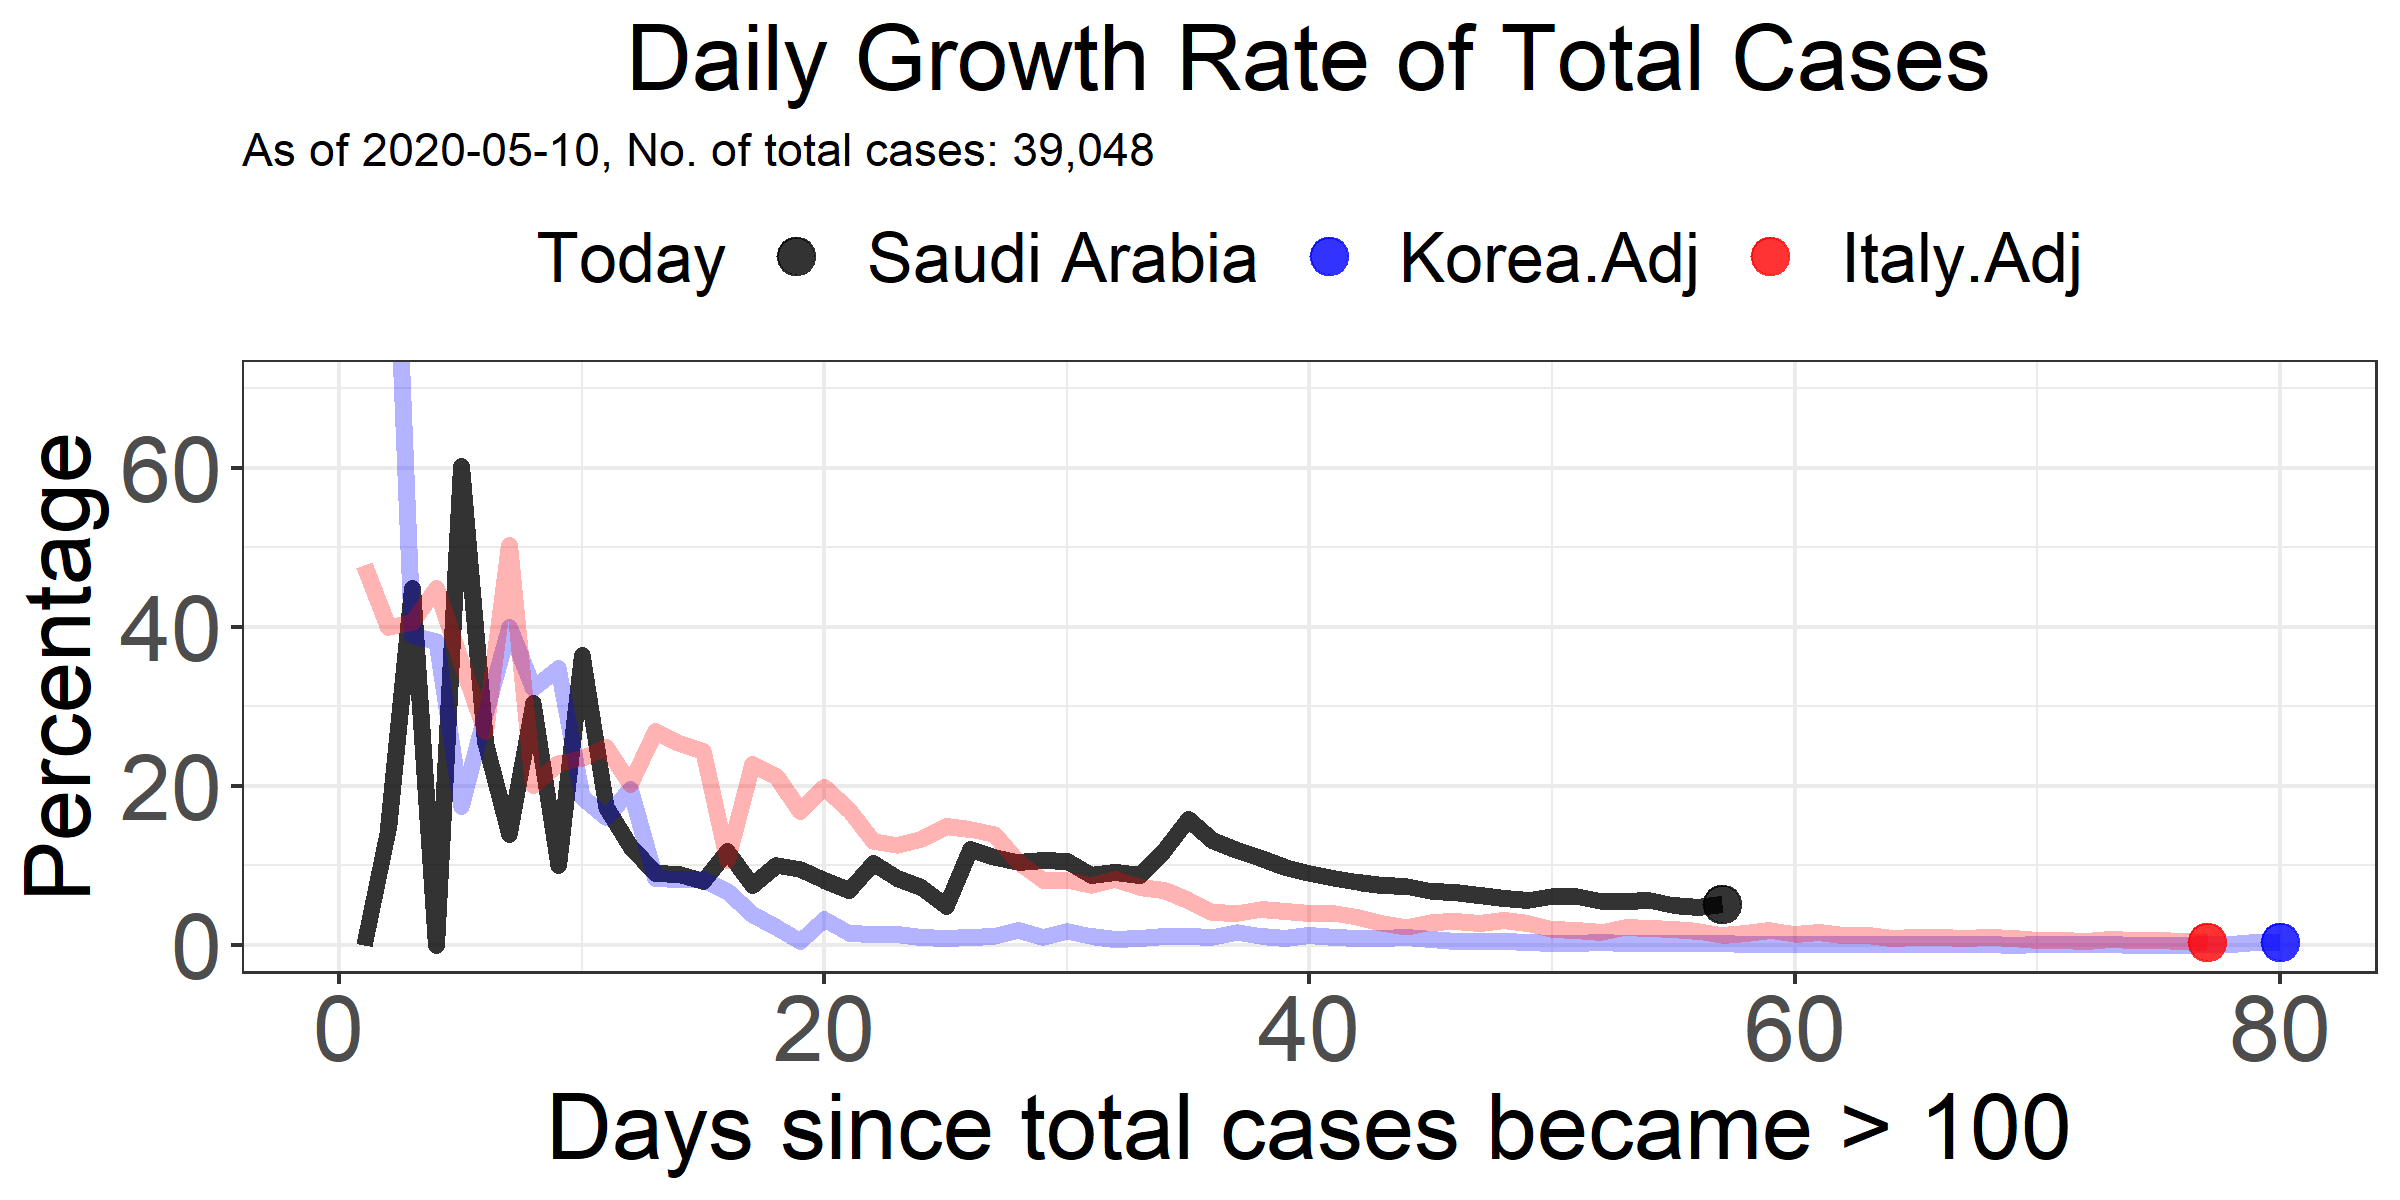 Daily Growth Rate of Total Cases
As of 2020-05-10, No. of total cases: 39,048
Today Saudi Arabia Korea.Adj Italy.Adj
Percentage
60
40
20
0
0 20 40 60 80
Days since total cases became > 100